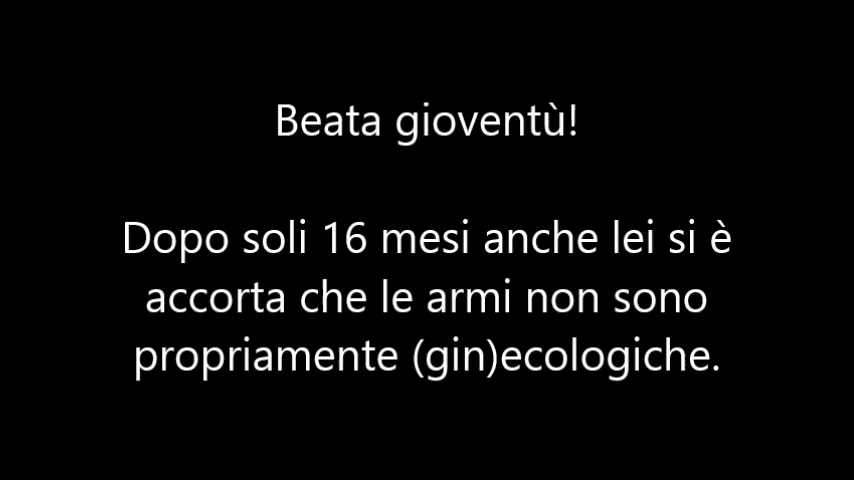 Beata gioventù!
Dopo soli 16 mesi anche lei si è
accorta che le armi non sono
propriamente (gin)ecologiche.